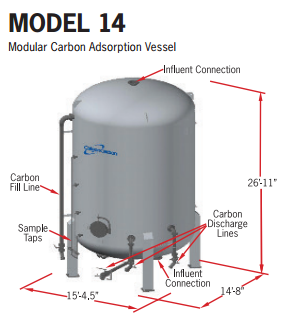 MODEL 14
Modular Carbon Adsorption Vessel
Influent Connection
Carbon
Fill Line
26'-11"
Sample
Taps
Carbon
Discharge
Lines
Influent
Connection
15'-4.5"
14'-8"